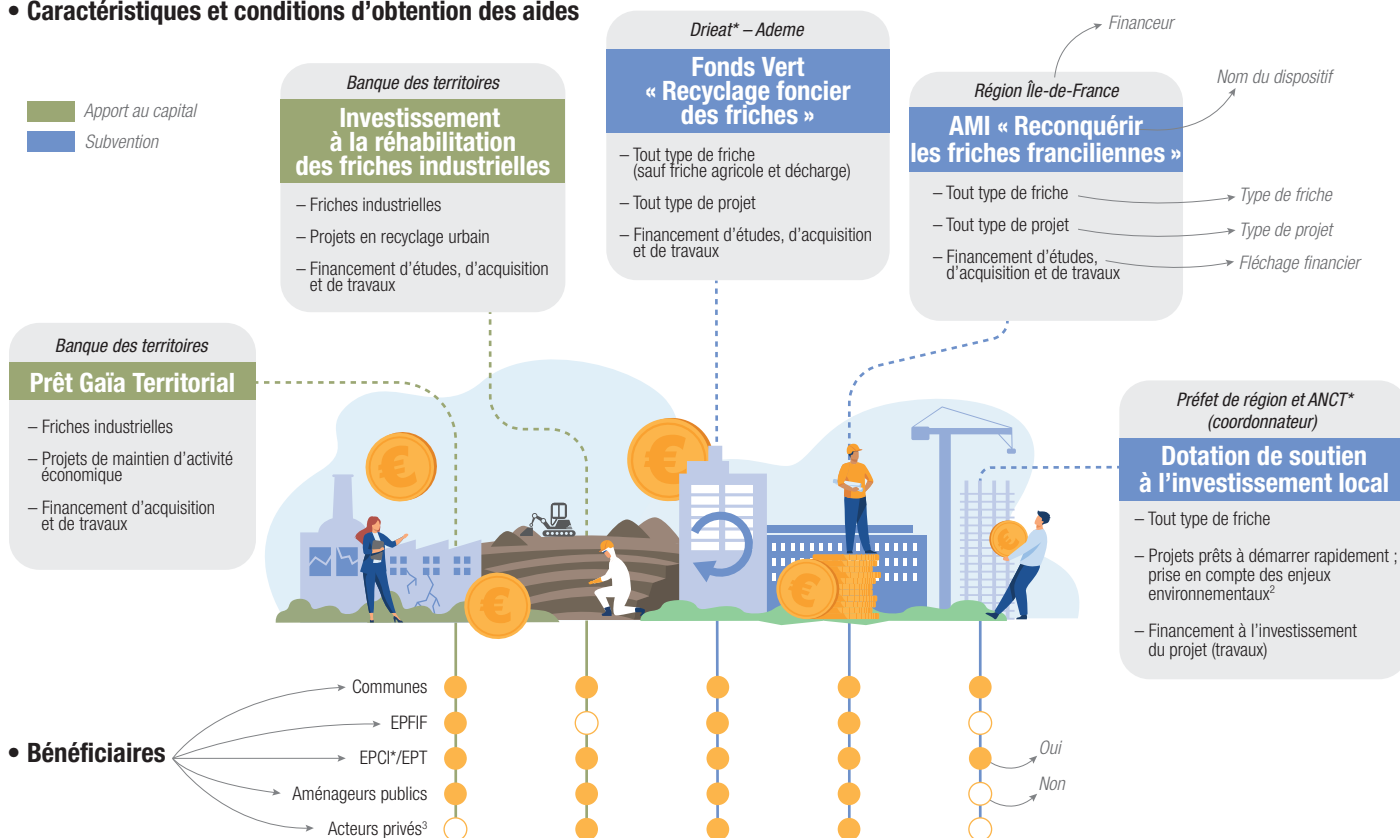 • Caractéristiques et conditions d’obtention des aides
Apport au capital
Subvention
Banque des territoires
Investissement
à la réhabilitation
des friches industrielles
– Friches industrielles
– Projets en recyclage urbain
– Financement d’études, d’acquisition
et de travaux
Drieat* – Ademe
Fonds Vert
« Recyclage foncier
des friches »
– Tout type de friche
(sauf friche agricole et décharge)
– Tout type de projet
– Financement d’études, d’acquisition
et de travaux
Région Île-de-France
AMI « Reconquérir
les friches franciliennes »
– Tout type de friche
– Tout type de projet
– Financement d’études,
d’acquisition et de travaux
Financeur
Nom du dispositif
Type de friche
Type de projet
Fléchage financier
Banque des territoires
Prêt Gaïa Territorial
– Friches industrielles
– Projets de maintien d’activité
économique
– Financement d’acquisition
et de travaux
Préfet de région et ANCT*
(coordonnateur)
Dotation de soutien
à l’investissement local
– Tout type de friche
– Projets prêts à démarrer rapidement ;
prise en compte des enjeux
environnementaux²
– Financement à l’investissement
du projet (travaux)
€
€
€
€
€
• Bénéficiaires
Communes
EPFIF
EPCI*/EPT
Aménageurs publics
Acteurs privés³
Oui
Non